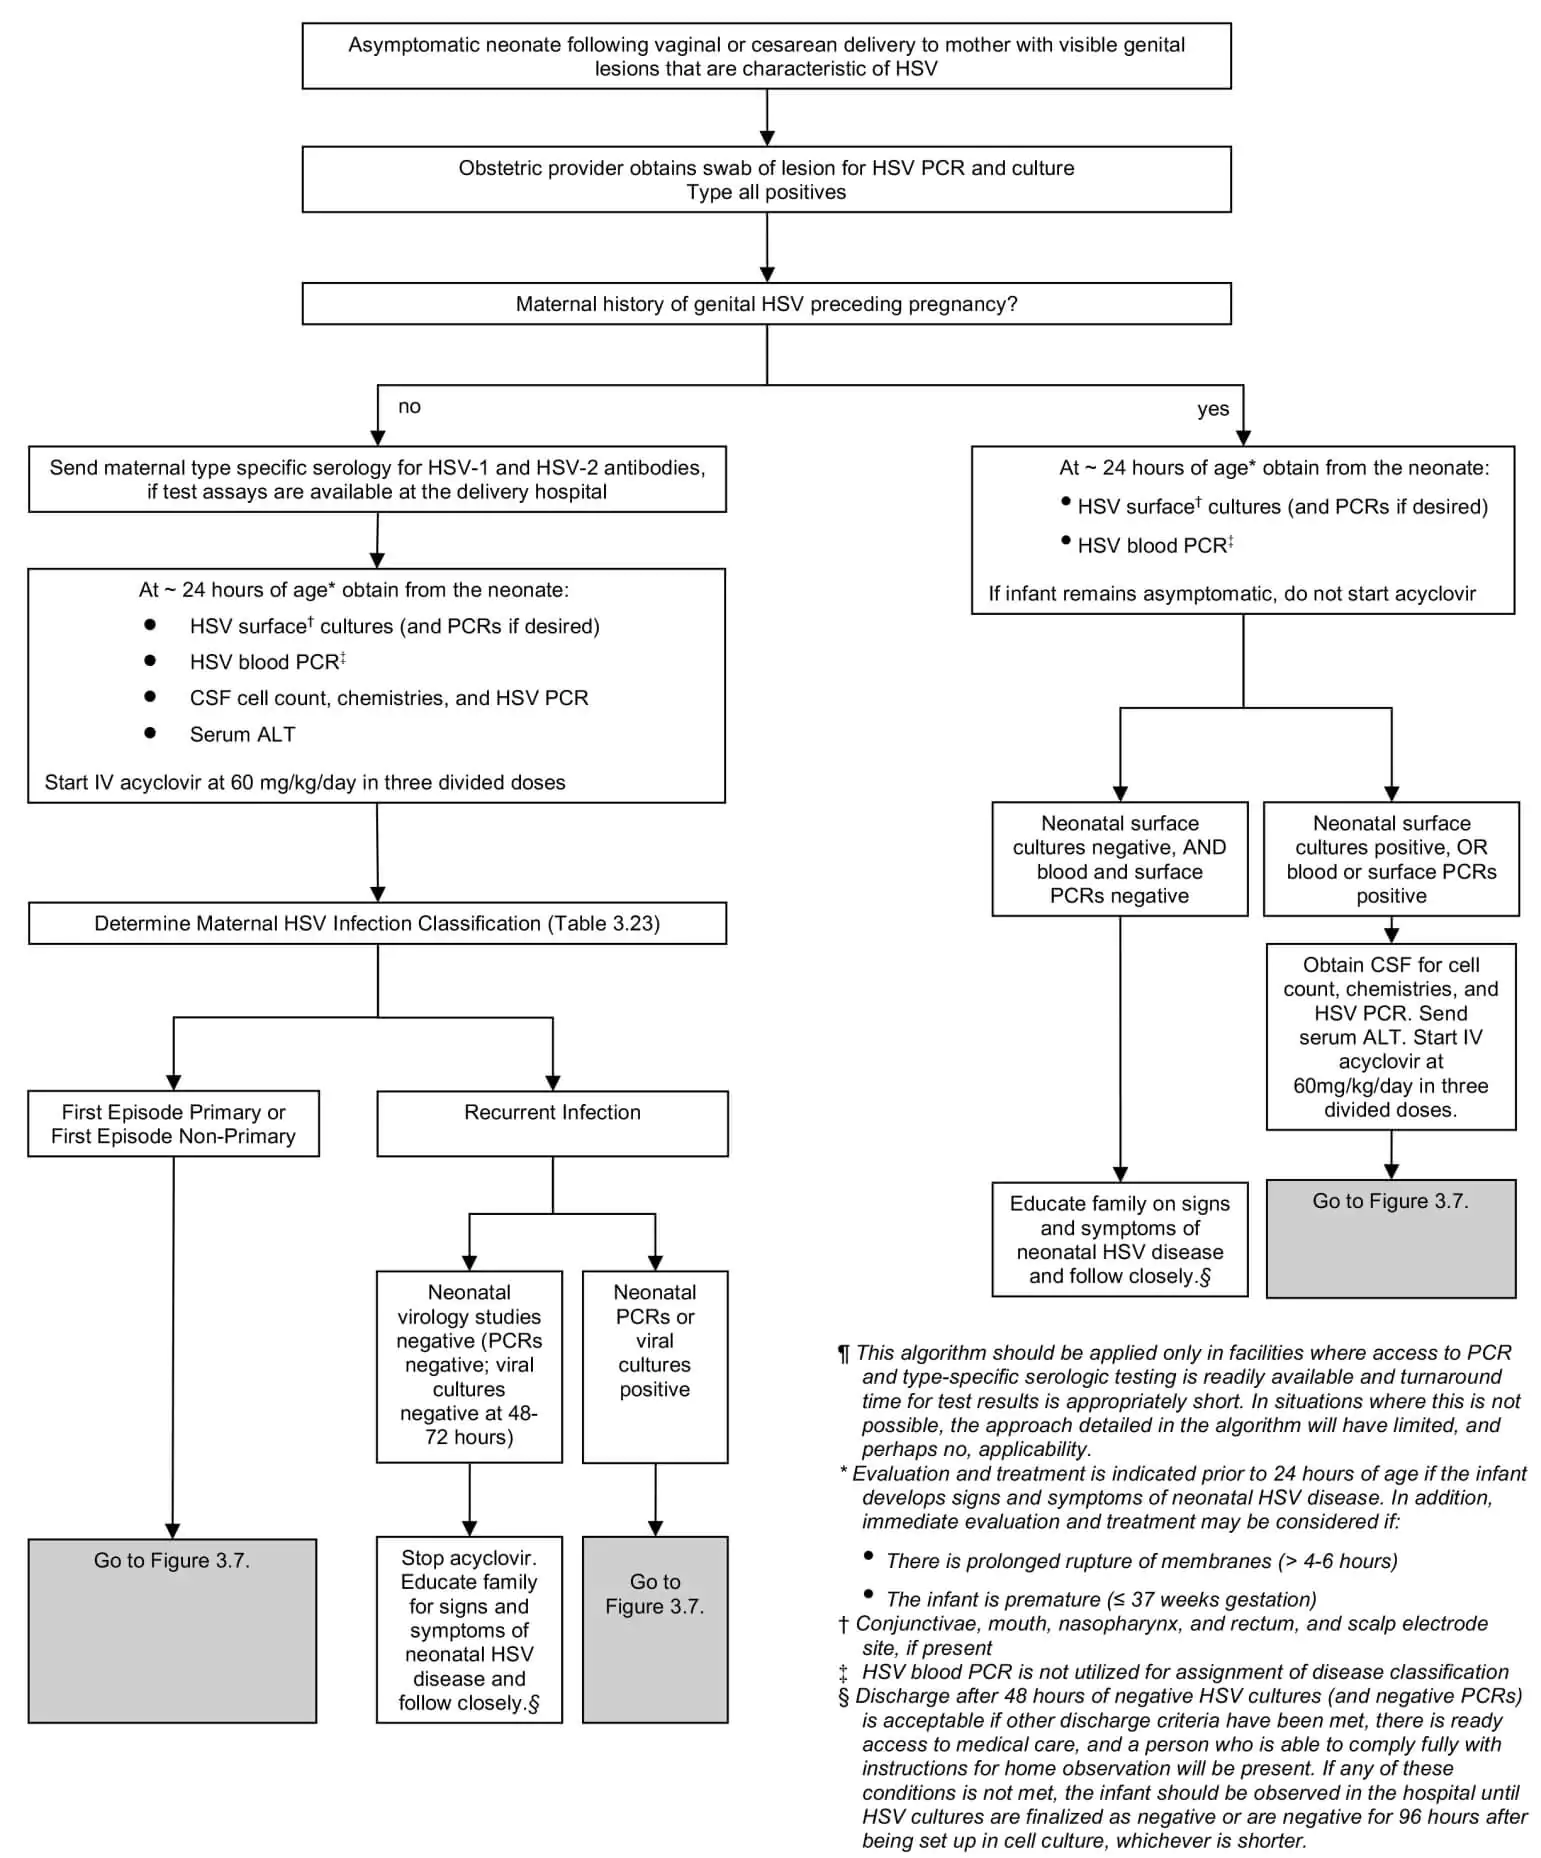 Asymptomatic neonate following vaginal or cesarean delivery to mother with visible genital
lesions that are characteristic of HSV
Obstetric provider obtains swab of lesion for HSV PCR and culture
Type all positives
Maternal history of genital HSV preceding pregnancy?
no
Send maternal type specific serology for HSV-1 and HSV-2 antibodies,
if test assays are available at the delivery hospital
At ~ 24 hours of age* obtain from the neonate:
● HSV surface† cultures (and PCRs if desired)
● HSV blood PCR‡
● CSF cell count, chemistries, and HSV PCR
● Serum ALT
Start IV acyclovir at 60 mg/kg/day in three divided doses
Determine Maternal HSV Infection Classification (Table 3.23)
First Episode Primary or
First Episode Non-Primary
Go to Figure 3.7.
Recurrent Infection
Neonatal
virology studies
negative (PCRs
negative; viral
cultures
negative at 48-
72 hours)
Stop acyclovir.
Educate family
for signs and
symptoms of
neonatal HSV
disease and
follow closely.§
Neonatal
PCRs or
viral
cultures
positive
Go to
Figure 3.7.
yes
At ~ 24 hours of age* obtain from the neonate:
● HSV surface† cultures (and PCRs if desired)
● HSV blood PCR‡
If infant remains asymptomatic, do not start acyclovir
Neonatal surface
cultures negative, AND
blood and surface
PCRs negative
Educate family on signs
and symptoms of
neonatal HSV disease
and follow closely.§
Neonatal surface
cultures positive, OR
blood or surface PCRs
positive
Obtain CSF for cell
count, chemistries, and
HSV PCR. Send
serum ALT. Start IV
acyclovir at
60mg/kg/day in three
divided doses.
Go to Figure 3.7.
¶ This algorithm should be applied only in facilities where access to PCR
and type-specific serologic testing is readily available and turnaround
time for test results is appropriately short. In situations where this is not
possible, the approach detailed in the algorithm will have limited, and
perhaps no, applicability.
* Evaluation and treatment is indicated prior to 24 hours of age if the infant
develops signs and symptoms of neonatal HSV disease. In addition,
immediate evaluation and treatment may be considered if:
● There is prolonged rupture of membranes (> 4-6 hours)
● The infant is premature (≤ 37 weeks gestation)
† Conjunctivae, mouth, nasopharynx, and rectum, and scalp electrode
site, if present
‡ HSV blood PCR is not utilized for assignment of disease classification
§ Discharge after 48 hours of negative HSV cultures (and negative PCRs)
is acceptable if other discharge criteria have been met, there is ready
access to medical care, and a person who is able to comply fully with
instructions for home observation will be present. If any of these
conditions is not met, the infant should be observed in the hospital until
HSV cultures are finalized as negative or are negative for 96 hours after
being set up in cell culture, whichever is shorter.